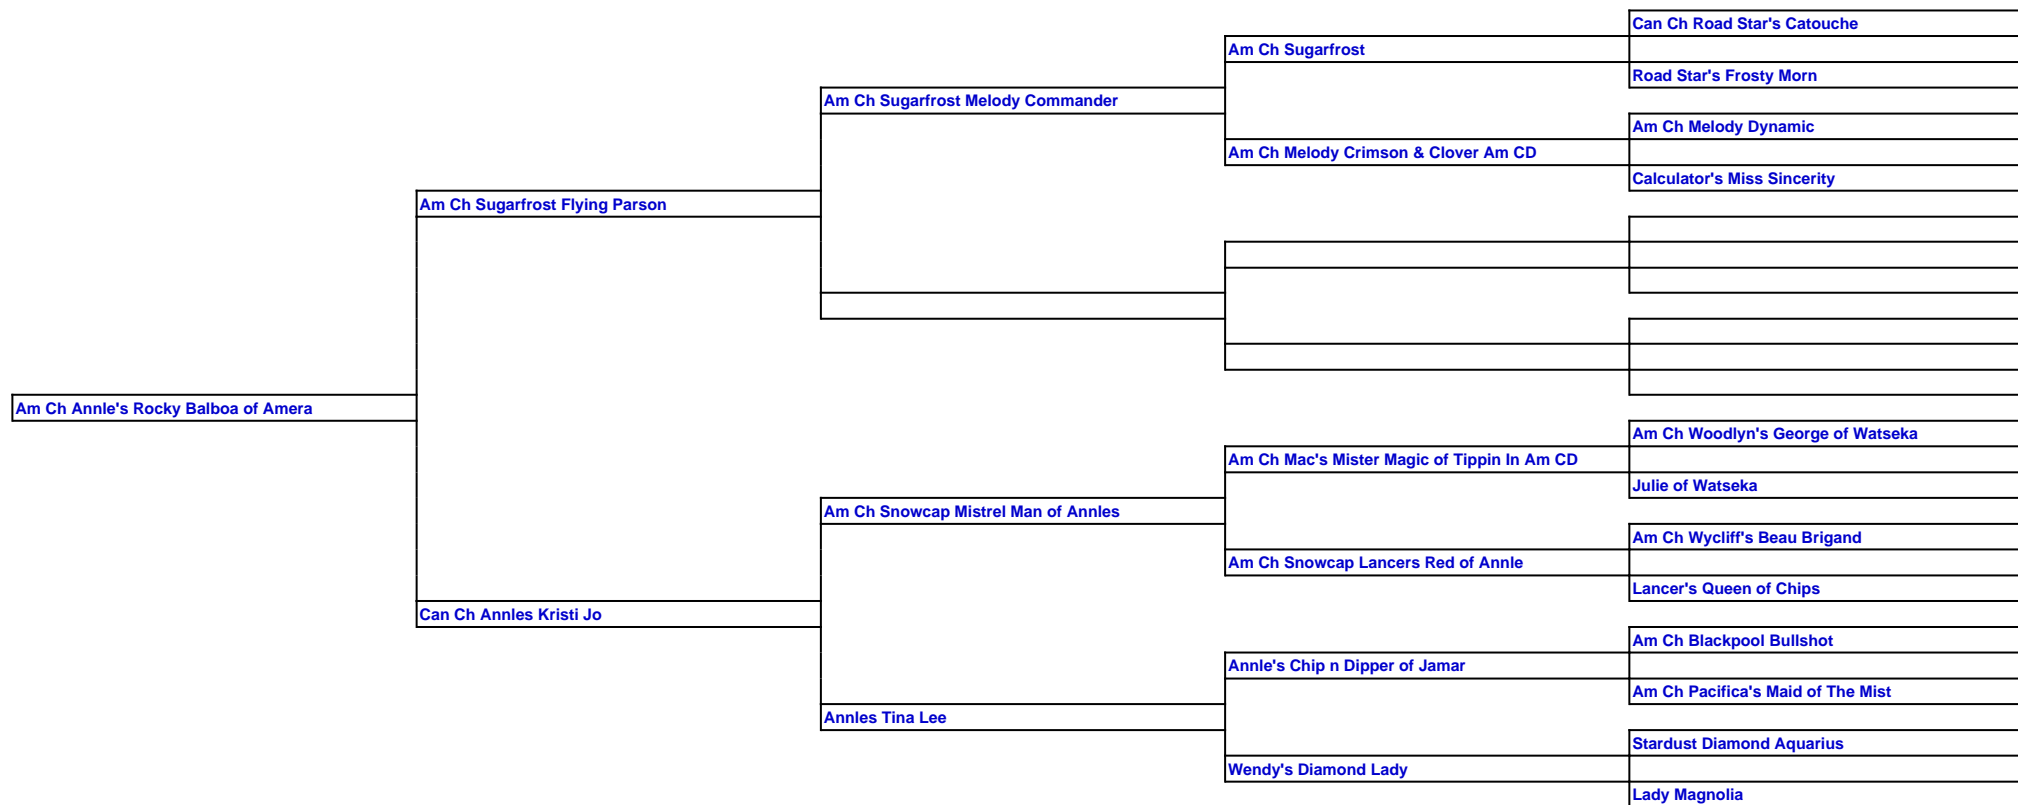 Can Ch Road Star's Catouche
Am Ch Sugarfrost
Road Star's Frosty Morn
Am Ch Sugarfrost Melody Commander
Am Ch Melody Dynamic
Am Ch Melody Crimson & Clover Am CD
Calculator's Miss Sincerity
Am Ch Sugarfrost Flying Parson
Am Ch Annle's Rocky Balboa of Amera
Am Ch Woodlyn's George of Watseka
Am Ch Mac's Mister Magic of Tippin In Am CD
Julie of Watseka
Am Ch Snowcap Mistrel Man of Annles
Am Ch Wycliff's Beau Brigand
Am Ch Snowcap Lancers Red of Annle
Lancer's Queen of Chips
Can Ch Annles Kristi Jo
Am Ch Blackpool Bullshot
Annle's Chip n Dipper of Jamar
Am Ch Pacifica's Maid of The Mist
Annles Tina Lee
Stardust Diamond Aquarius
Wendy's Diamond Lady
Lady Magnolia